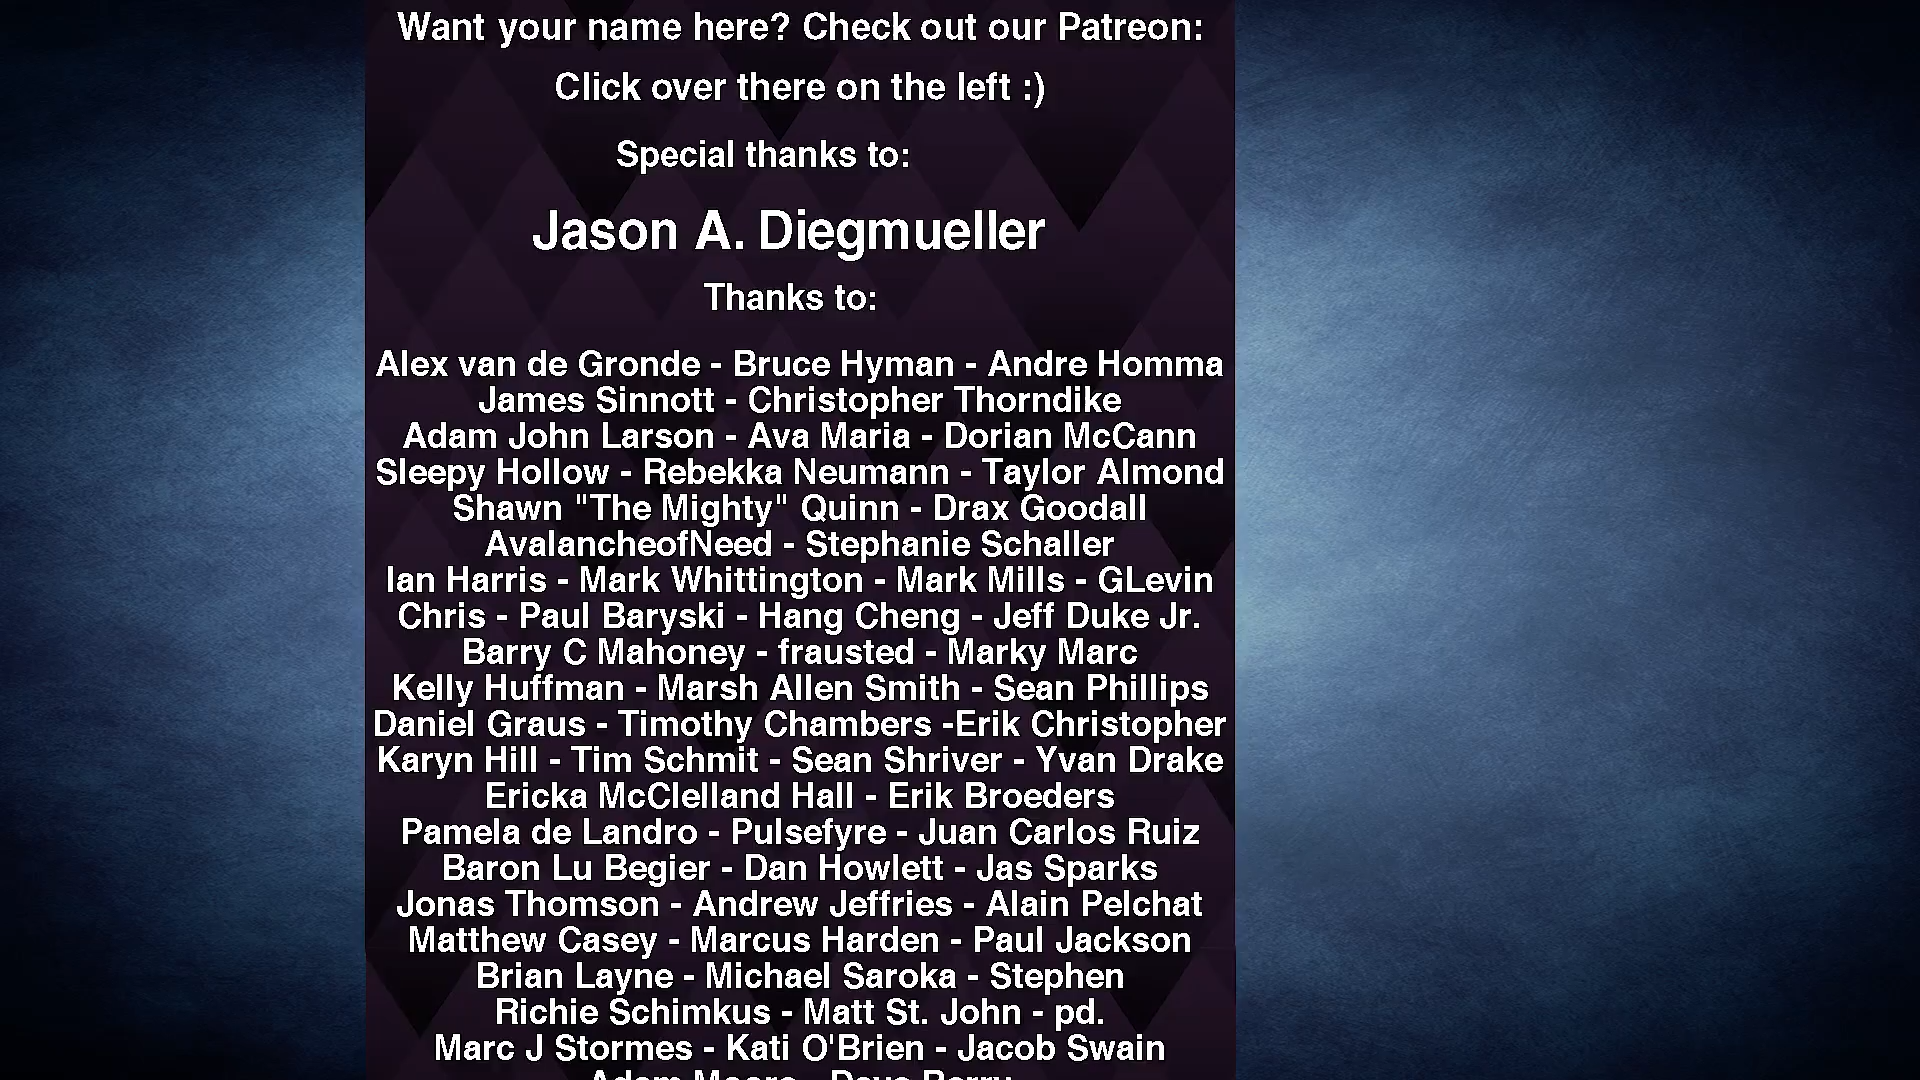 Want your name here? Check out our Patreon:
Click over there on the left :)
Special thanks to:
Jason A. Diegmueller
Thanks to:
Alex van de Gronde - Bruce Hyman - Andre Homma
James Sinnott - Christopher Thorndike
Adam John Larson - Ava Maria - Dorian McCann
Sleepy Hollow - Rebekka Neumann - Taylor Almond
Shawn "The Mighty" Quinn - Drax Goodall
AvalancheofNeed - Stephanie Schaller
Ian Harris - Mark Whittington - Mark Mills - GLevin
Chris - Paul Baryski - Hang Cheng - Jeff Duke Jr.
Barry C Mahoney - frausted - Marky Marc
Kelly Huffman - Marsh Allen Smith - Sean Phillips
Daniel Graus - Timothy Chambers -Erik Christopher
Karyn Hill - Tim Schmit - Sean Shriver - Yvan Drake
Ericka McClelland Hall - Erik Broeders
Pamela de Landro - Pulsefyre - Juan Carlos Ruiz
Baron Lu Begier - Dan Howlett - Jas Sparks
Jonas Thomson - Andrew Jeffries - Alain Pelchat
Matthew Casey - Marcus Harden - Paul Jackson
Brian Layne - Michael Saroka - Stephen
Richie Schimkus - Matt St. John - pd.
Marc J Stormes - Kati O'Brien - Jacob Swain